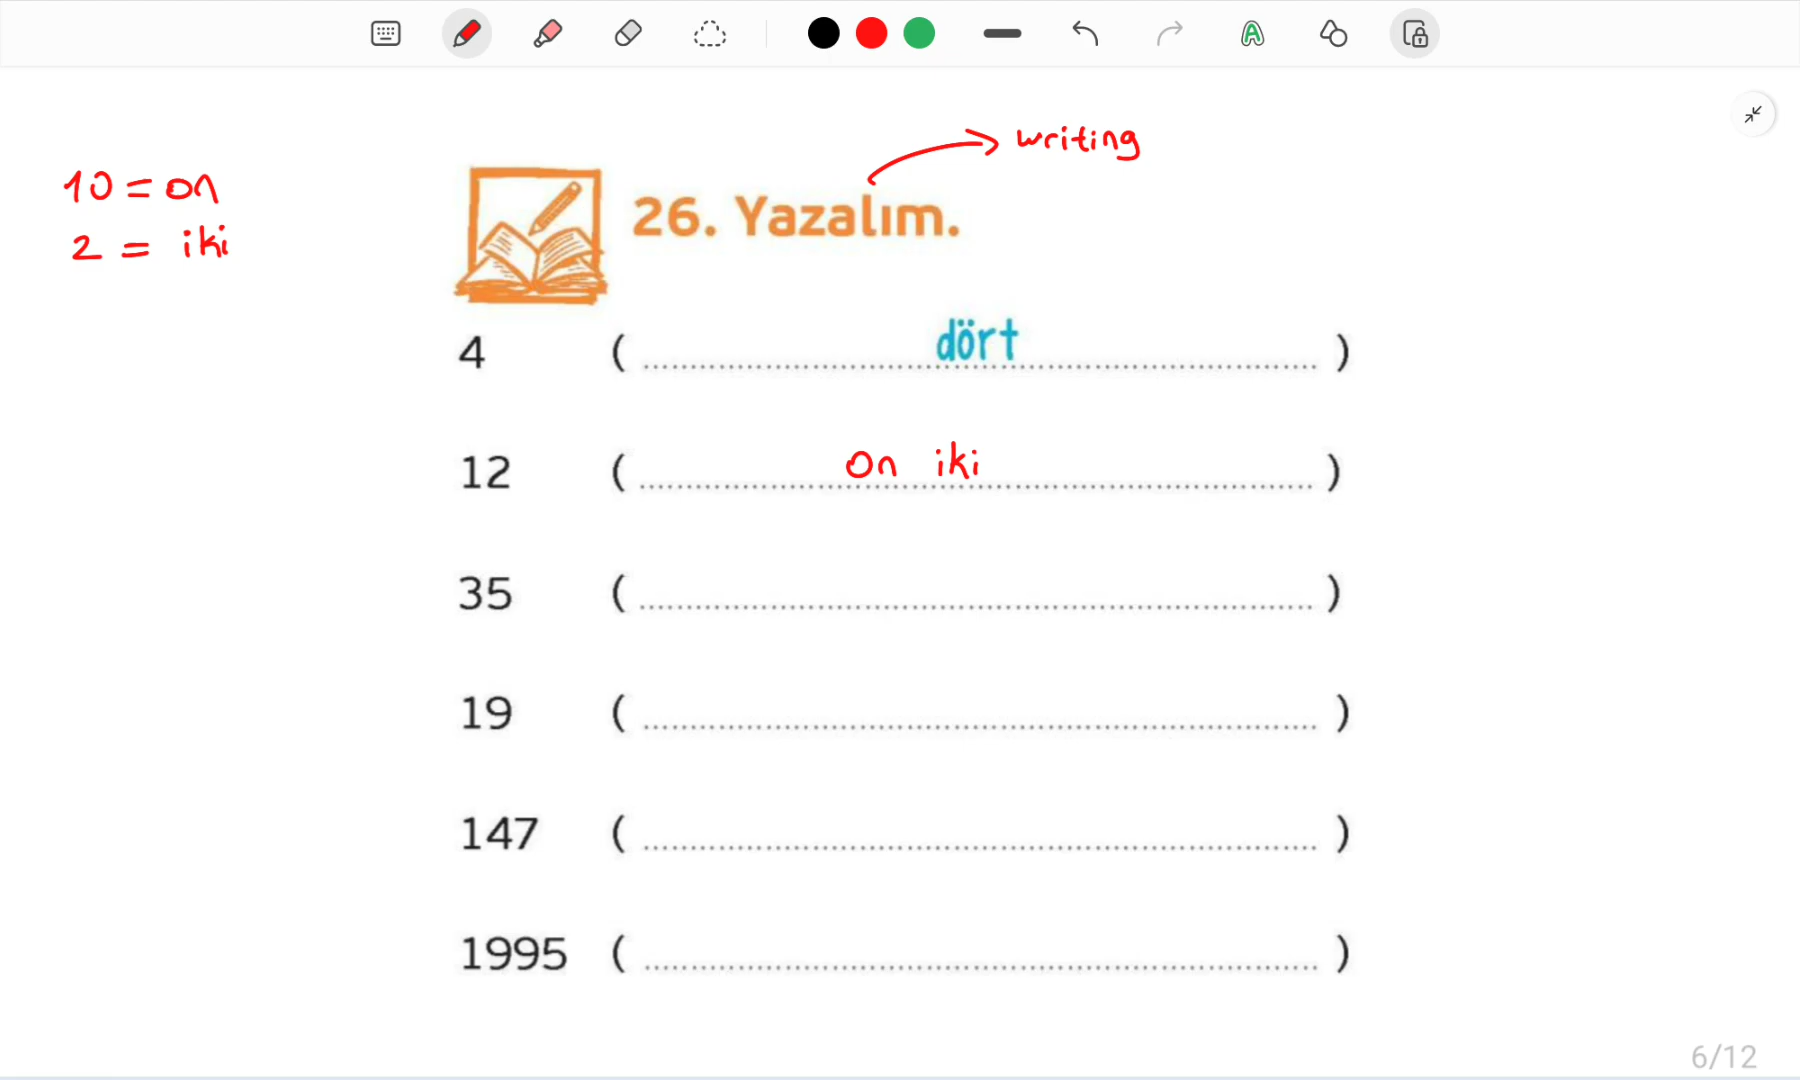 writing
10 = on
2 = iki
26. Yazalım.
4 ( dört )
12 ( on iki )
35 ( )
19 ( )
147 ( )
1995 ( )
6/12